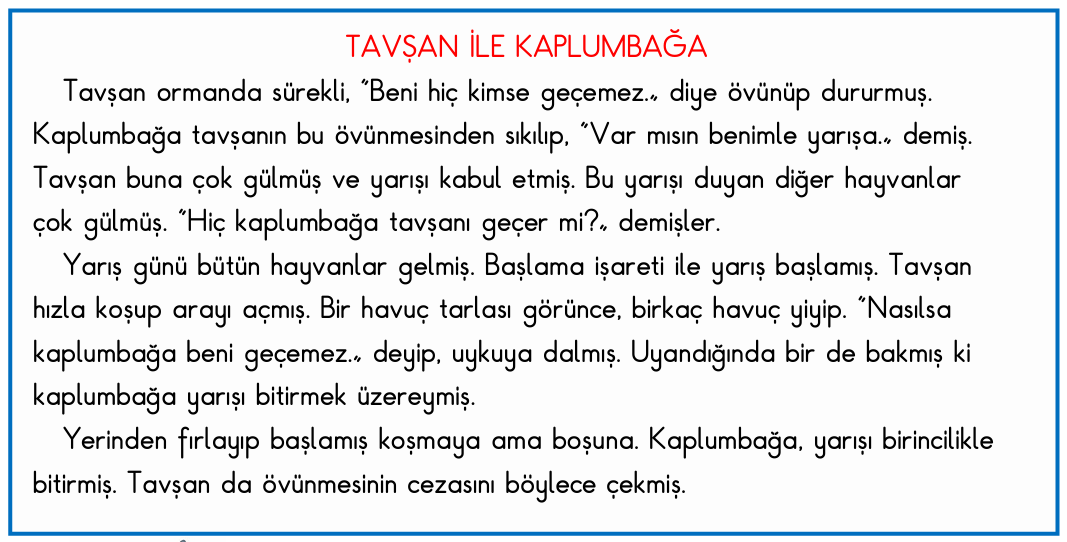 TAVŞAN İLE KAPLUMBAĞA
Tavşan ormanda sürekli, “Beni hiç kimse geçemez.„ diye övünüp dururmuş.
Kaplumbağa tavşanın bu övünmesinden sıkılıp, “Var mısın benimle yarışa.„ demiş.
Tavşan buna çok gülmüş ve yarışı kabul etmiş. Bu yarışı duyan diğer hayvanlar
çok gülmüş. “Hiç kaplumbağa tavşanı geçer mi?„ demişler.
Yarış günü bütün hayvanlar gelmiş. Başlama işareti ile yarış başlamış. Tavşan
hızla koşup arayı açmış. Bir havuç tarlası görünce, birkaç havuç yiyip. “Nasılsa
kaplumbağa beni geçemez.„ deyip, uykuya dalmış. Uyandığında bir de bakmış ki
kaplumbağa yarışı bitirmek üzereymiş.
Yerinden fırlayıp başlamış koşmaya ama boşuna. Kaplumbağa, yarışı birincilikle
bitirmiş. Tavşan da övünmesinin cezasını böylece çekmiş.